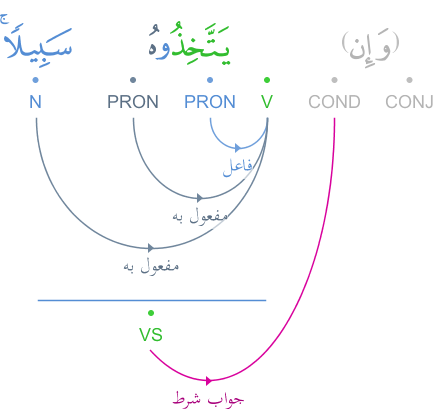 (وَإِن) يَتَّخِذُوهُ سَبِيلًاۚ
CONJ COND V PRON PRON N
فاعل
مفعول به
مفعول به
VS
جواب شرط